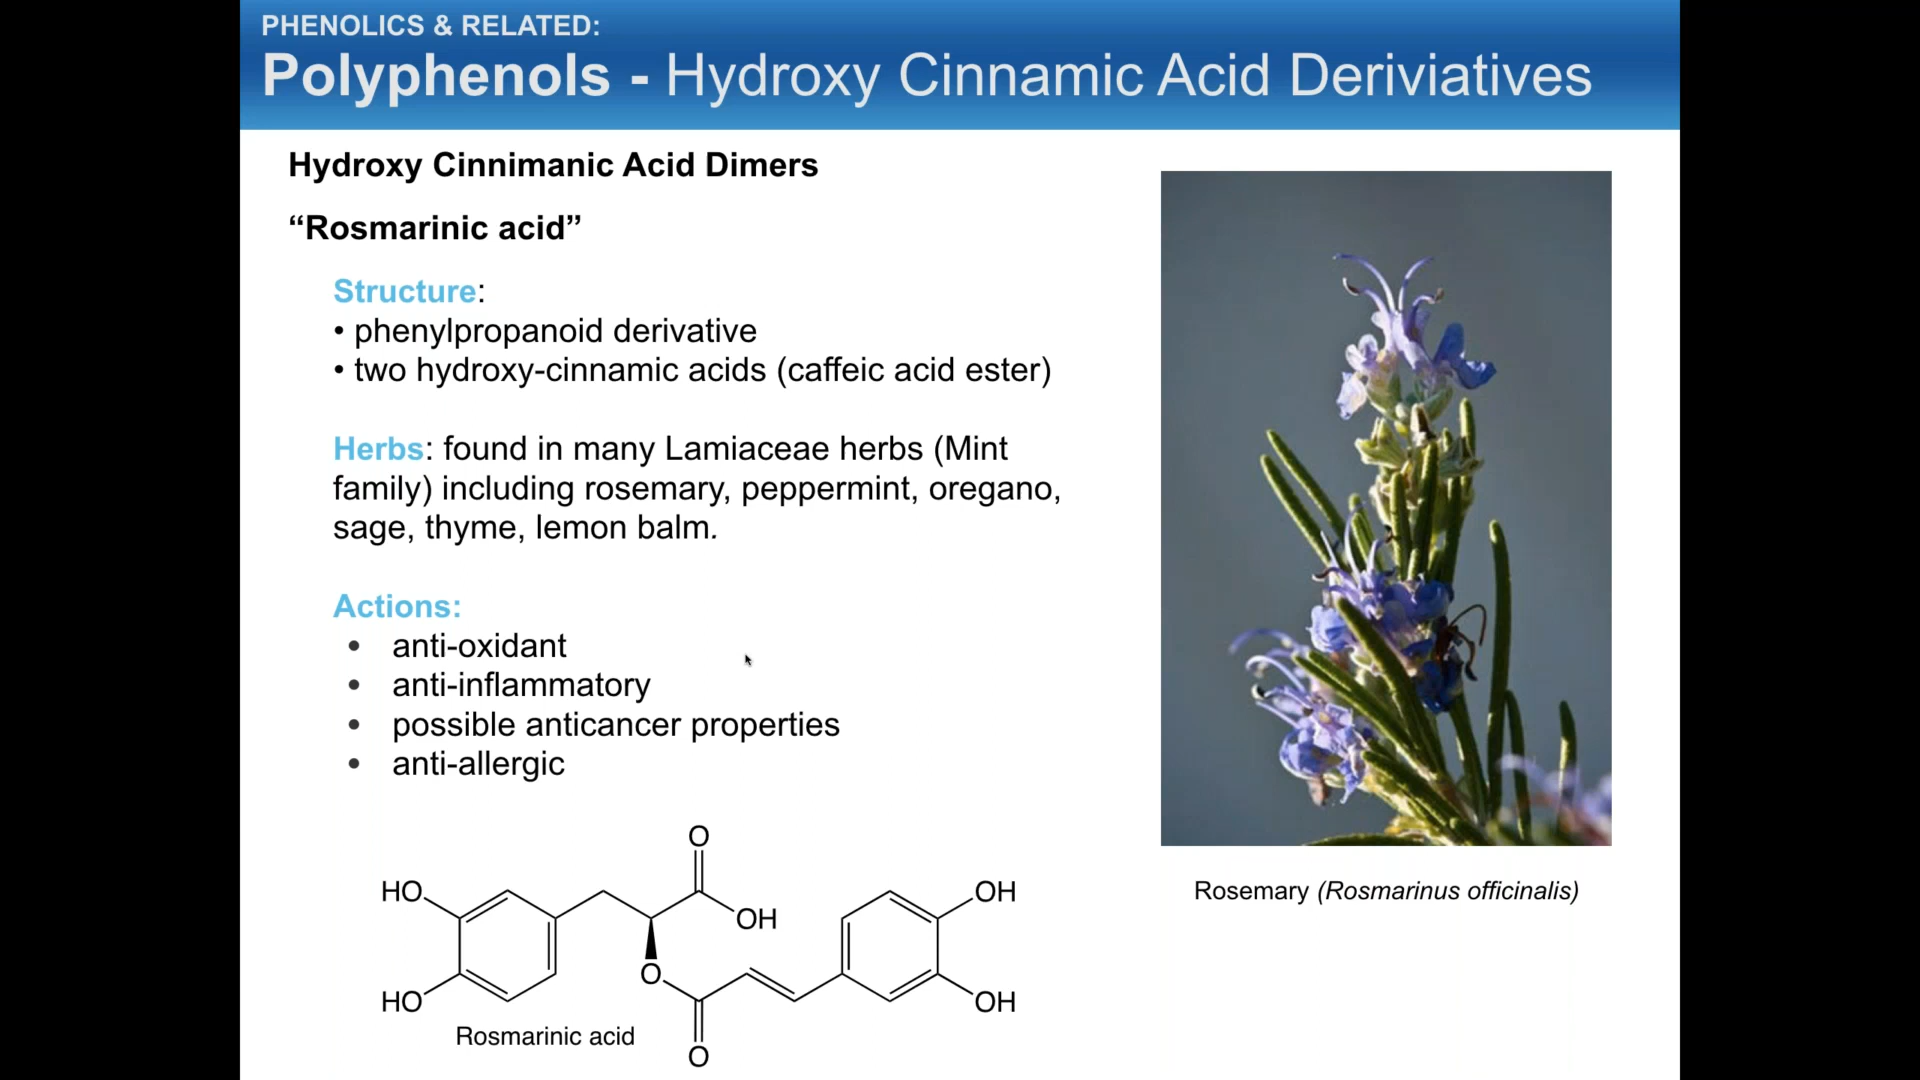 PHENOLICS & RELATED:
Polyphenols - Hydroxy Cinnamic Acid Deriviatives
Hydroxy Cinnimanic Acid Dimers
“Rosmarinic acid”
Structure:
• phenylpropanoid derivative
• two hydroxy-cinnamic acids (caffeic acid ester)
Herbs: found in many Lamiaceae herbs (Mint
family) including rosemary, peppermint, oregano,
sage, thyme, lemon balm.
Actions:
• anti-oxidant
• anti-inflammatory
• possible anticancer properties
• anti-allergic
O
HO
OH
OH
O
HO
OH
O
Rosmarinic acid
Rosemary (Rosmarinus officinalis)